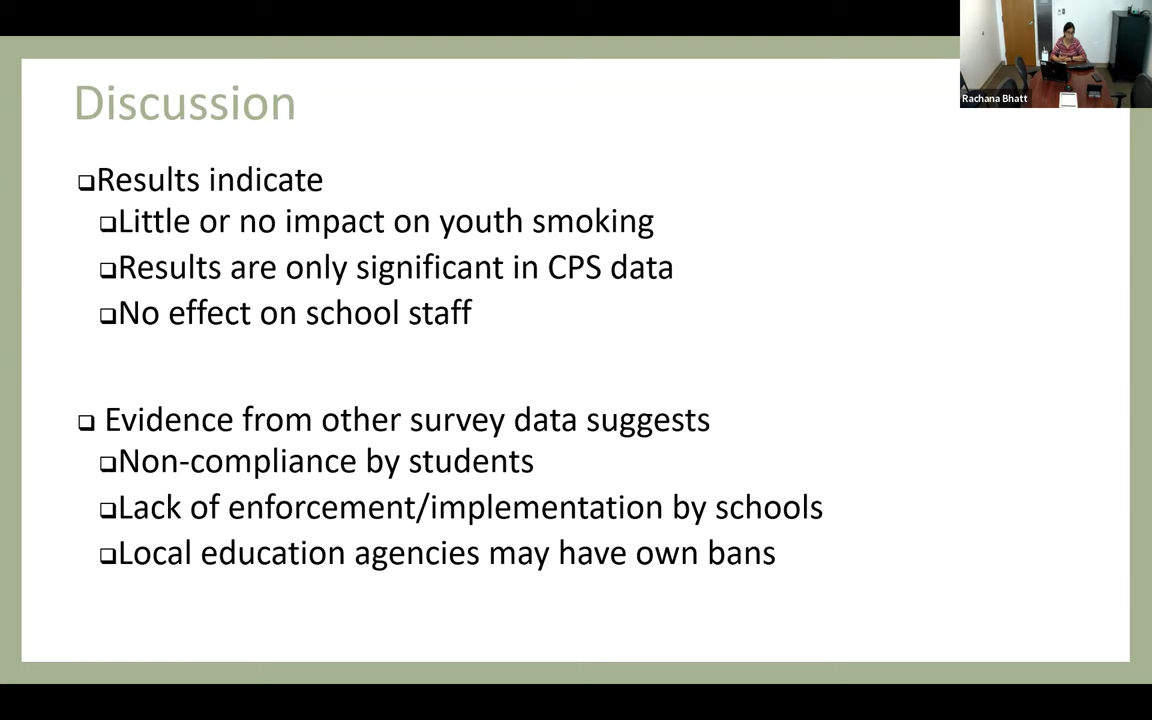 Discussion
Rachana Bhatt
❑Results indicate
❑Little or no impact on youth smoking
❑Results are only significant in CPS data
❑No effect on school staff
❑ Evidence from other survey data suggests
❑Non-compliance by students
❑Lack of enforcement/implementation by schools
❑Local education agencies may have own bans